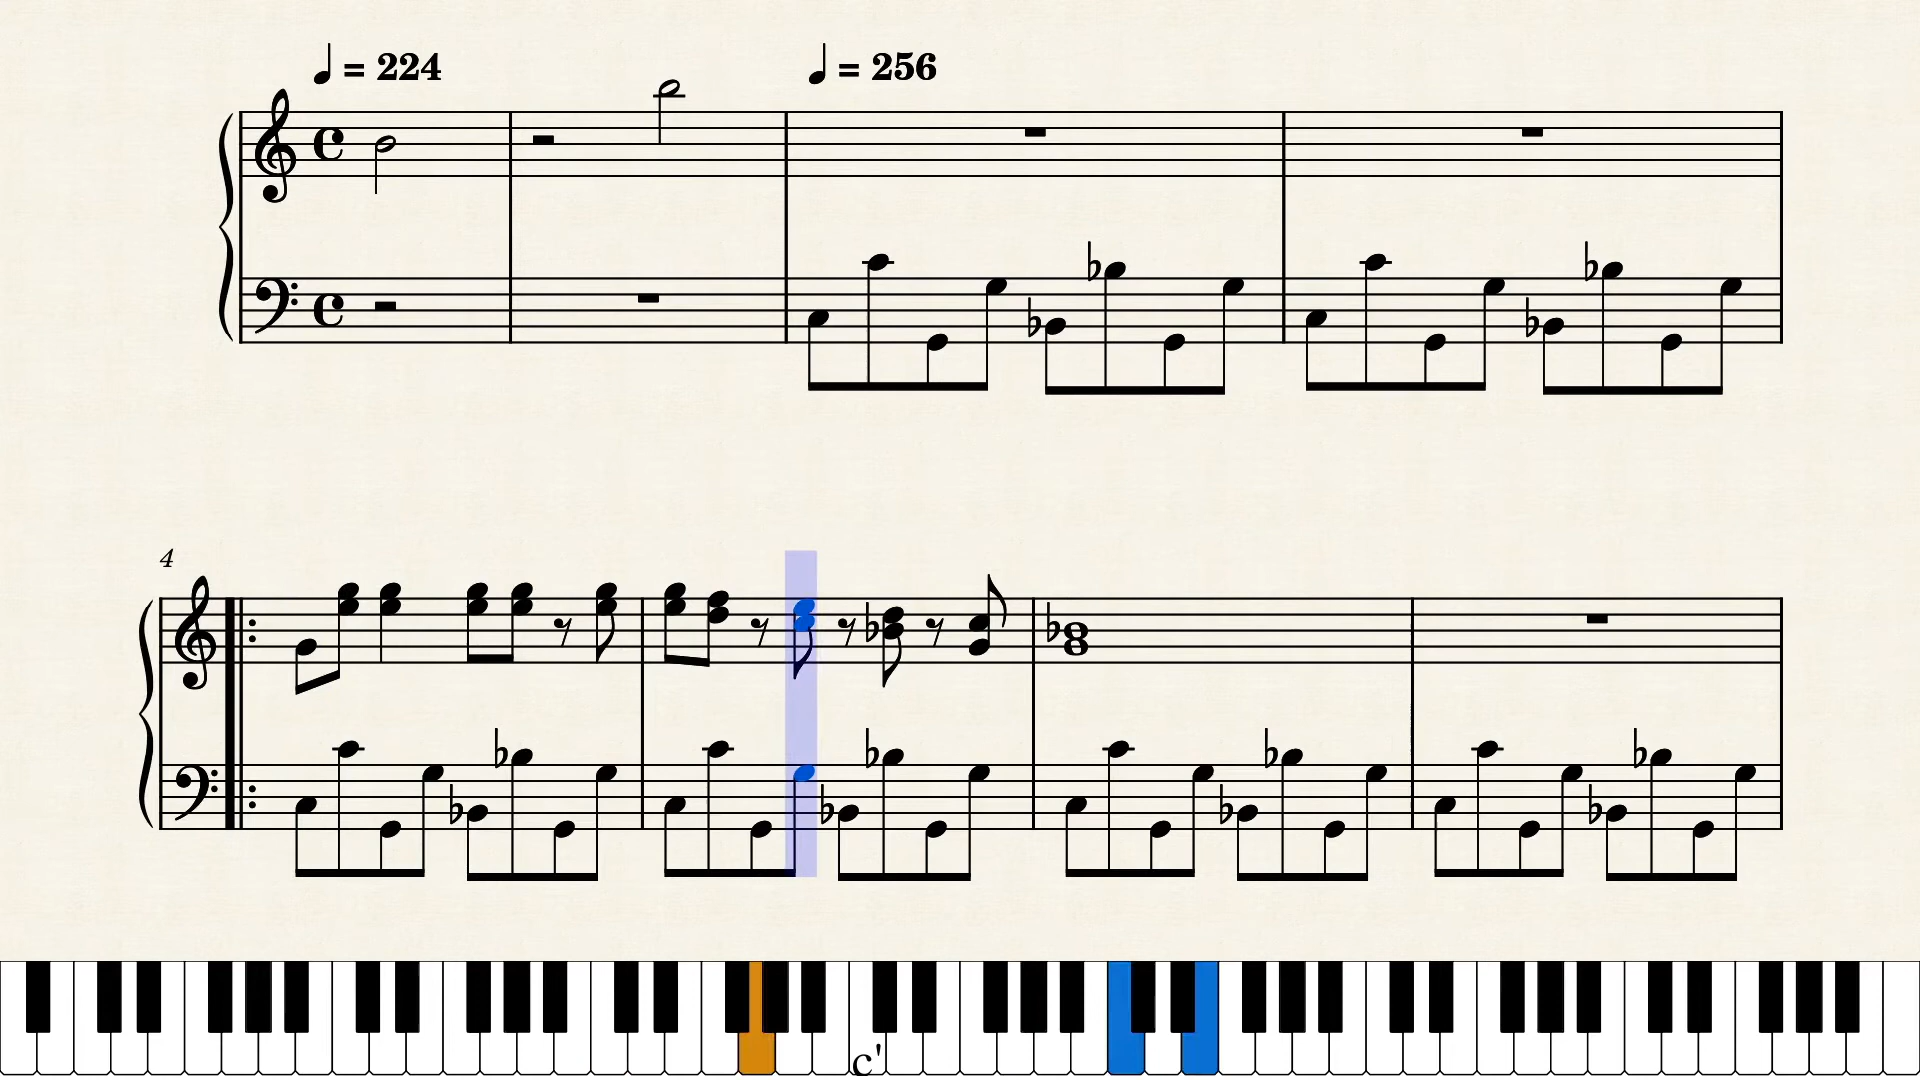 ♩ = 224
♩ = 256
4
c'